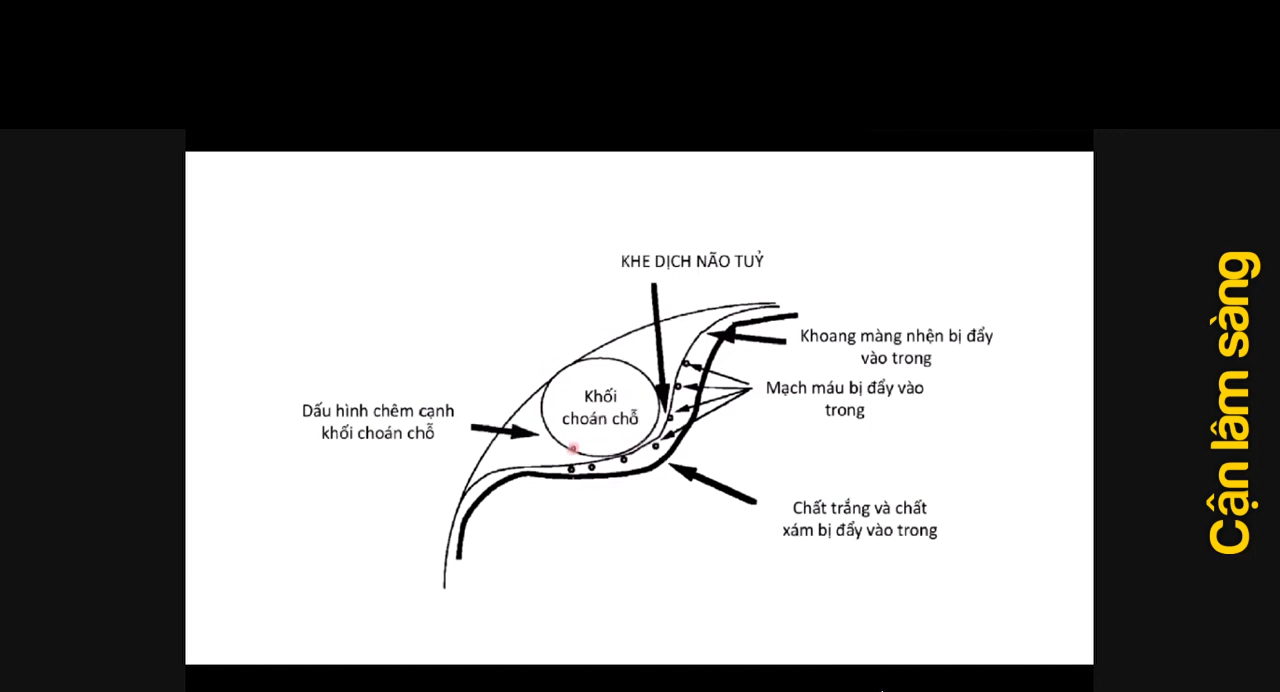 KHE DỊCH NÃO TUỶ
Khoang màng nhện bị đẩy
vào trong
Khối
choán chỗ
Mạch máu bị đẩy vào
trong
Dấu hình chêm cạnh
khối choán chỗ
Chất trắng và chất
xám bị đẩy vào trong
Cận lâm sàng